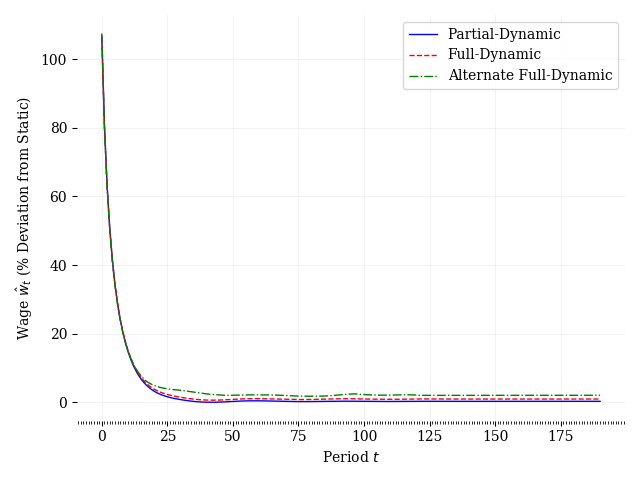 Partial-Dynamic
Full-Dynamic
Alternate Full-Dynamic
Wage ŵₜ (% Deviation from Static)
100
80
60
40
20
0
0 25 50 75 100 125 150 175
Period t